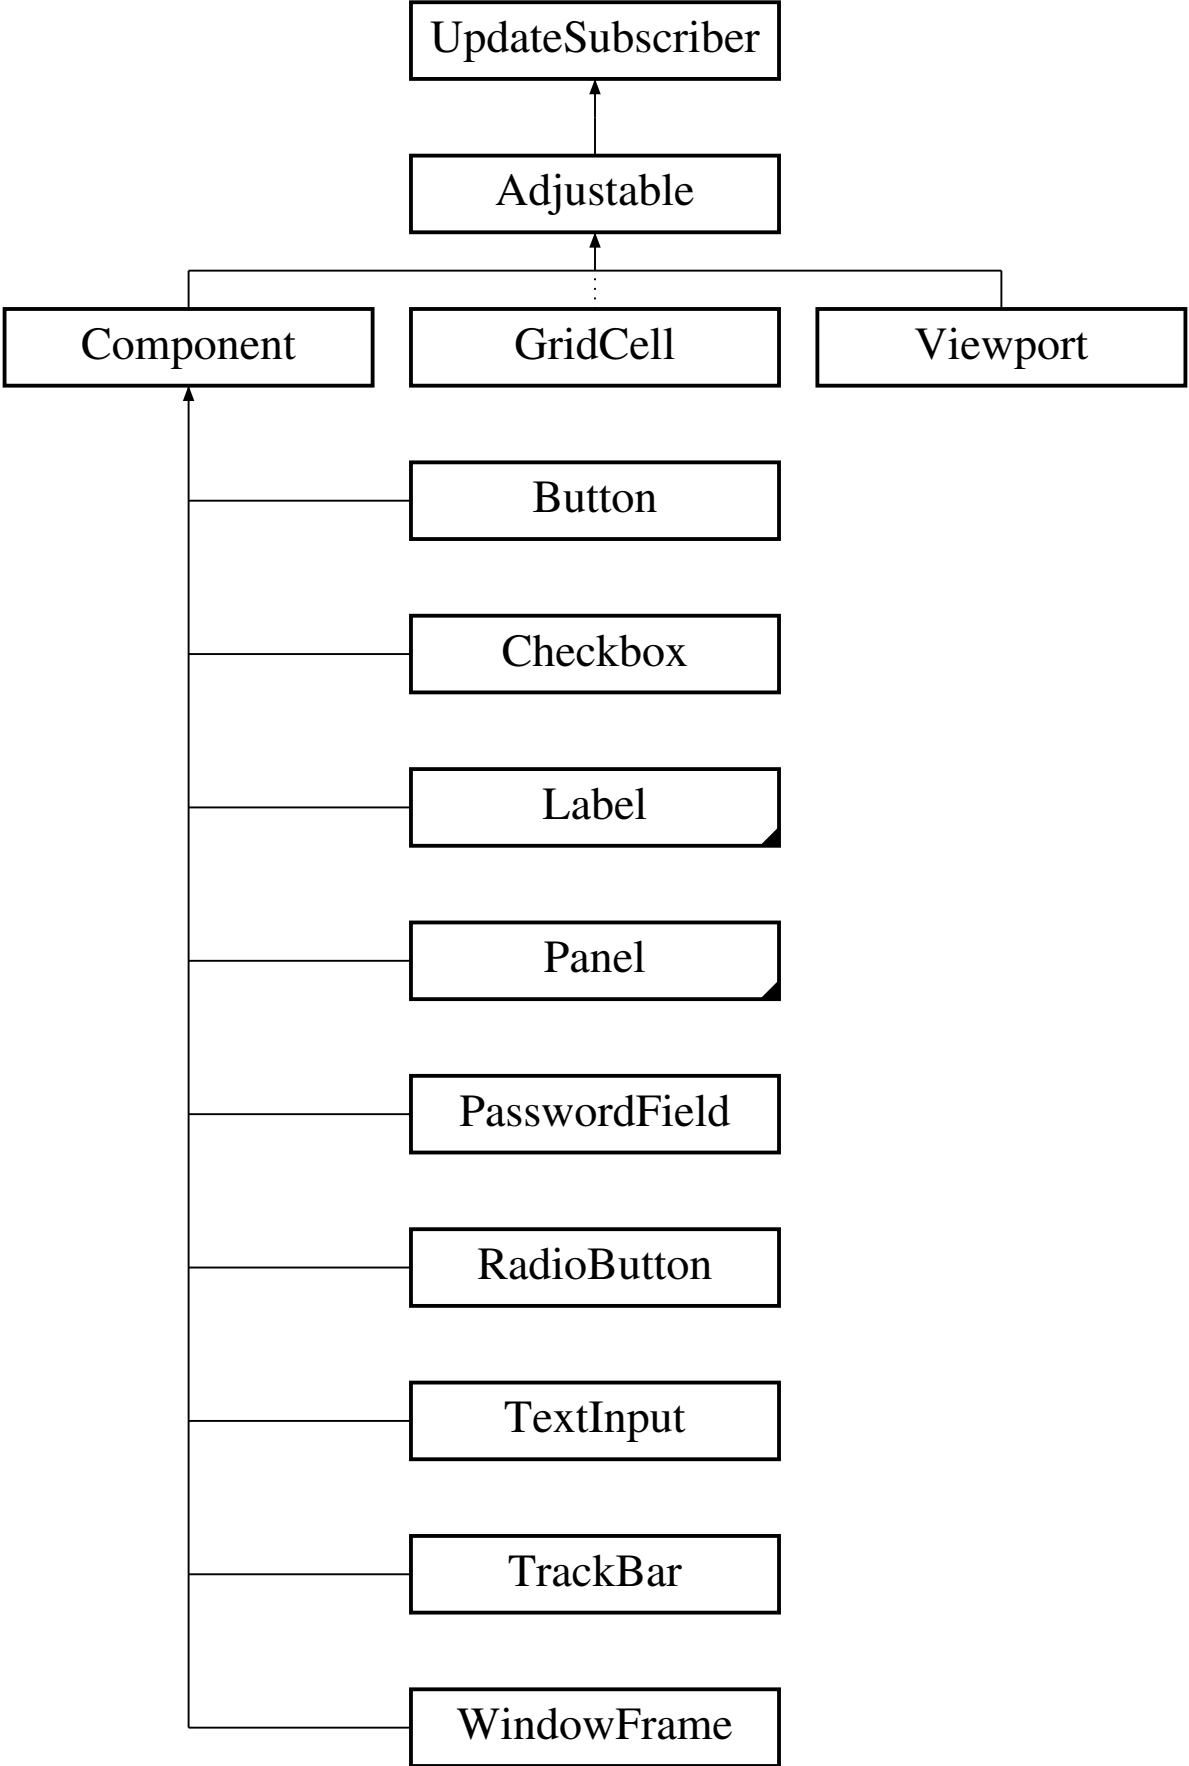 UpdateSubscriber
Adjustable
Component
GridCell
Viewport
Button
Checkbox
Label
Panel
PasswordField
RadioButton
TextInput
TrackBar
WindowFrame